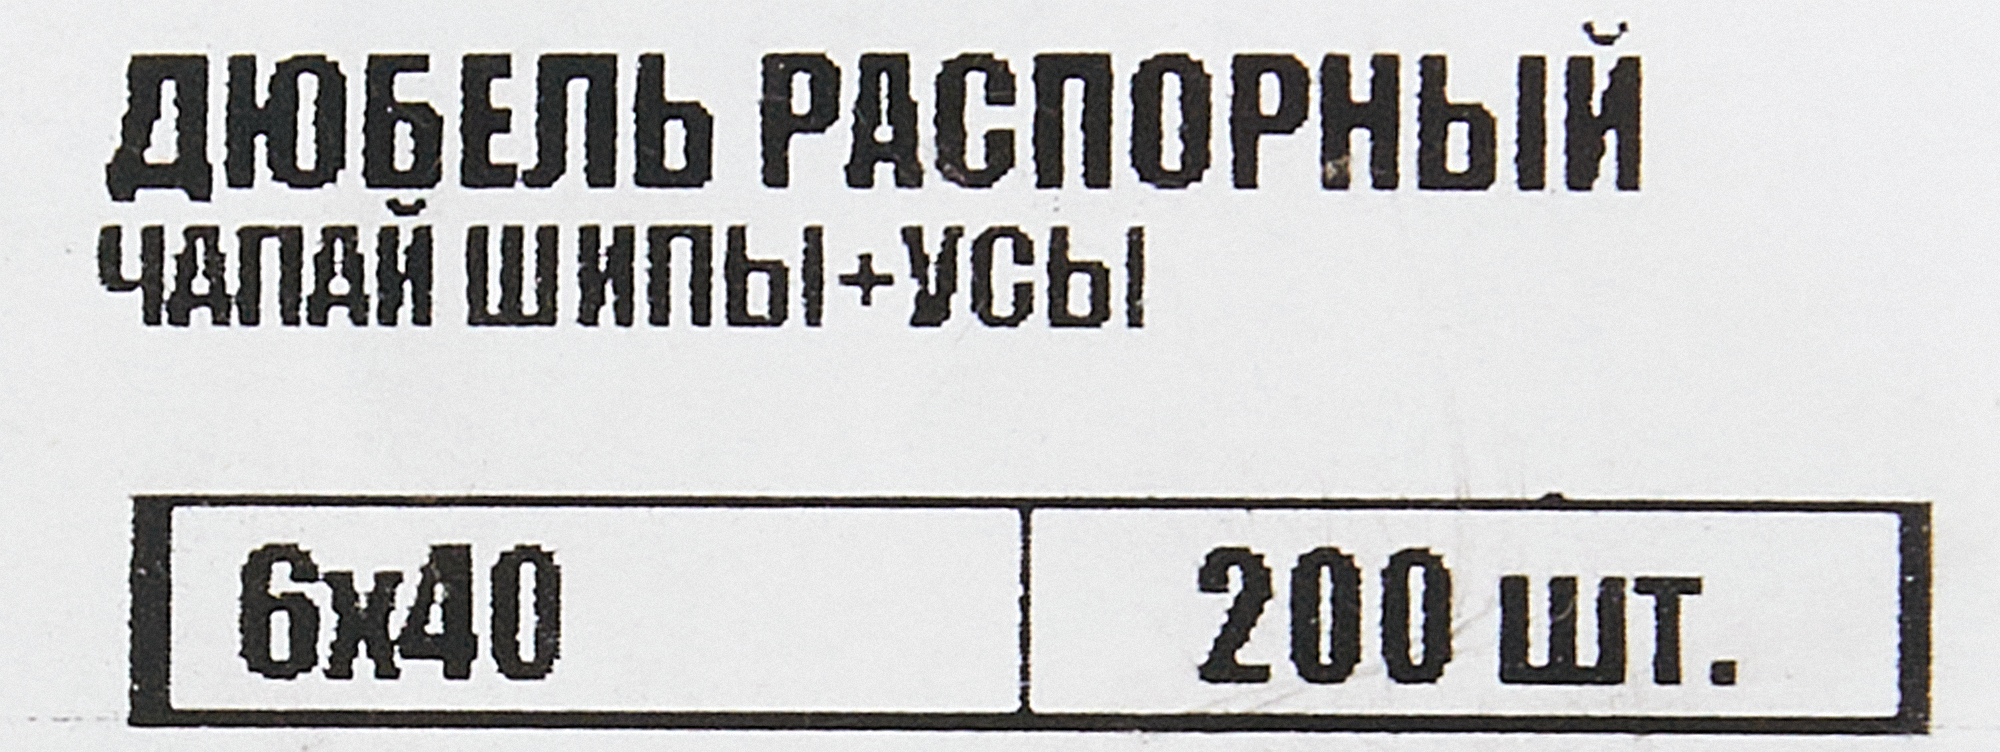 ДЮБЕЛЬ РАСПОРНЫЙ
ЧАПАЙ ШИПЫ+УСЫ
6х40 200 шт.